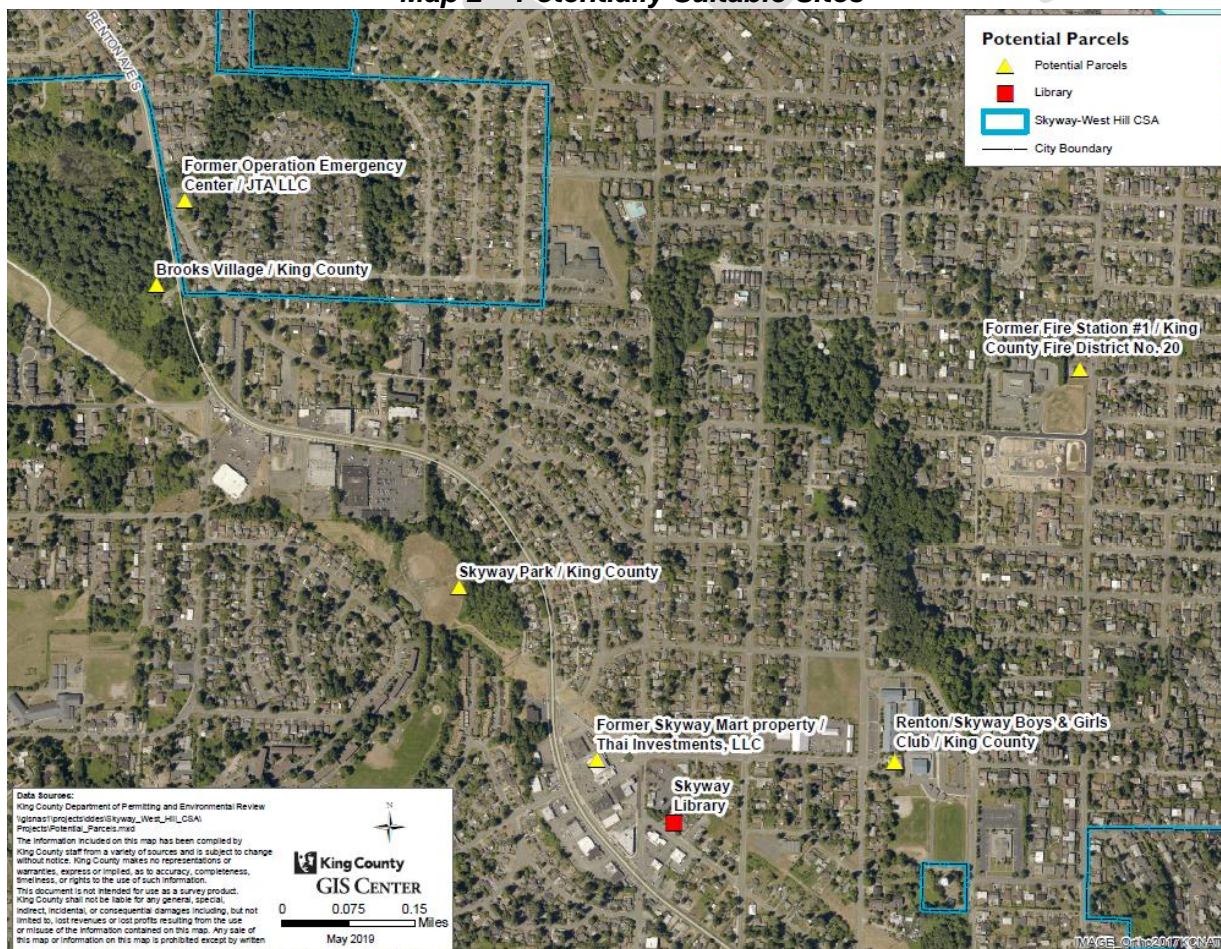 RENTON AVE S
Potential Parcels
Potential Parcels
Library
Skyway-West Hill CSA
City Boundary
Former Operation Emergency
Center / JTA LLC
Brooks Village / King County
Former Fire Station #1 / King
County Fire District No. 20
Skyway Park / King County
Former Skyway Mart property /
Thai Investments, LLC
Renton/Skyway Boys & Girls
Club / King County
Skyway
Library
Data Sources:
King County Department of Permitting and Environmental Review
\\gisnas1\projects\ddes\Skyway_West_Hill_CSA\
Projects\Potential_Parcels.mxd
The information included on this map has been compiled by
King County staff from a variety of sources and is subject to change
without notice. King County makes no representations or
warranties, express or implied, as to accuracy, completeness,
timeliness, or rights to the use of such information.
This document is not intended for use as a survey product.
King County shall not be liable for any general, special,
indirect, incidental, or consequential damages including, but not
limited to, lost revenues or lost profits resulting from the use
or misuse of the information contained on this map. Any sale of
this map or information on this map is prohibited except by written
N
King County
GIS CENTER
0 0.075 0.15
Miles
May 2019